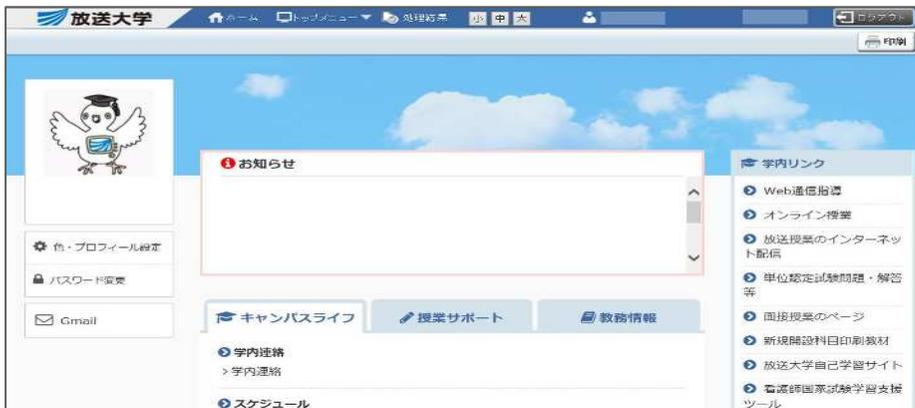 放送大学
ホーム トップメニュー 処理結果 小 中 大
ログアウト
印刷
お知らせ
色・プロフィール設定
パスワード変更
Gmail
キャンパスライフ 授業サポート 教務情報
学内連絡
>学内連絡
スケジュール
学内リンク
Web通信指導
オンライン授業
放送授業のインターネッ
ト配信
単位認定試験問題・解答
等
面接授業のページ
新規開設科目印刷教材
放送大学自己学習サイト
看護師国家試験学習支援
ツール